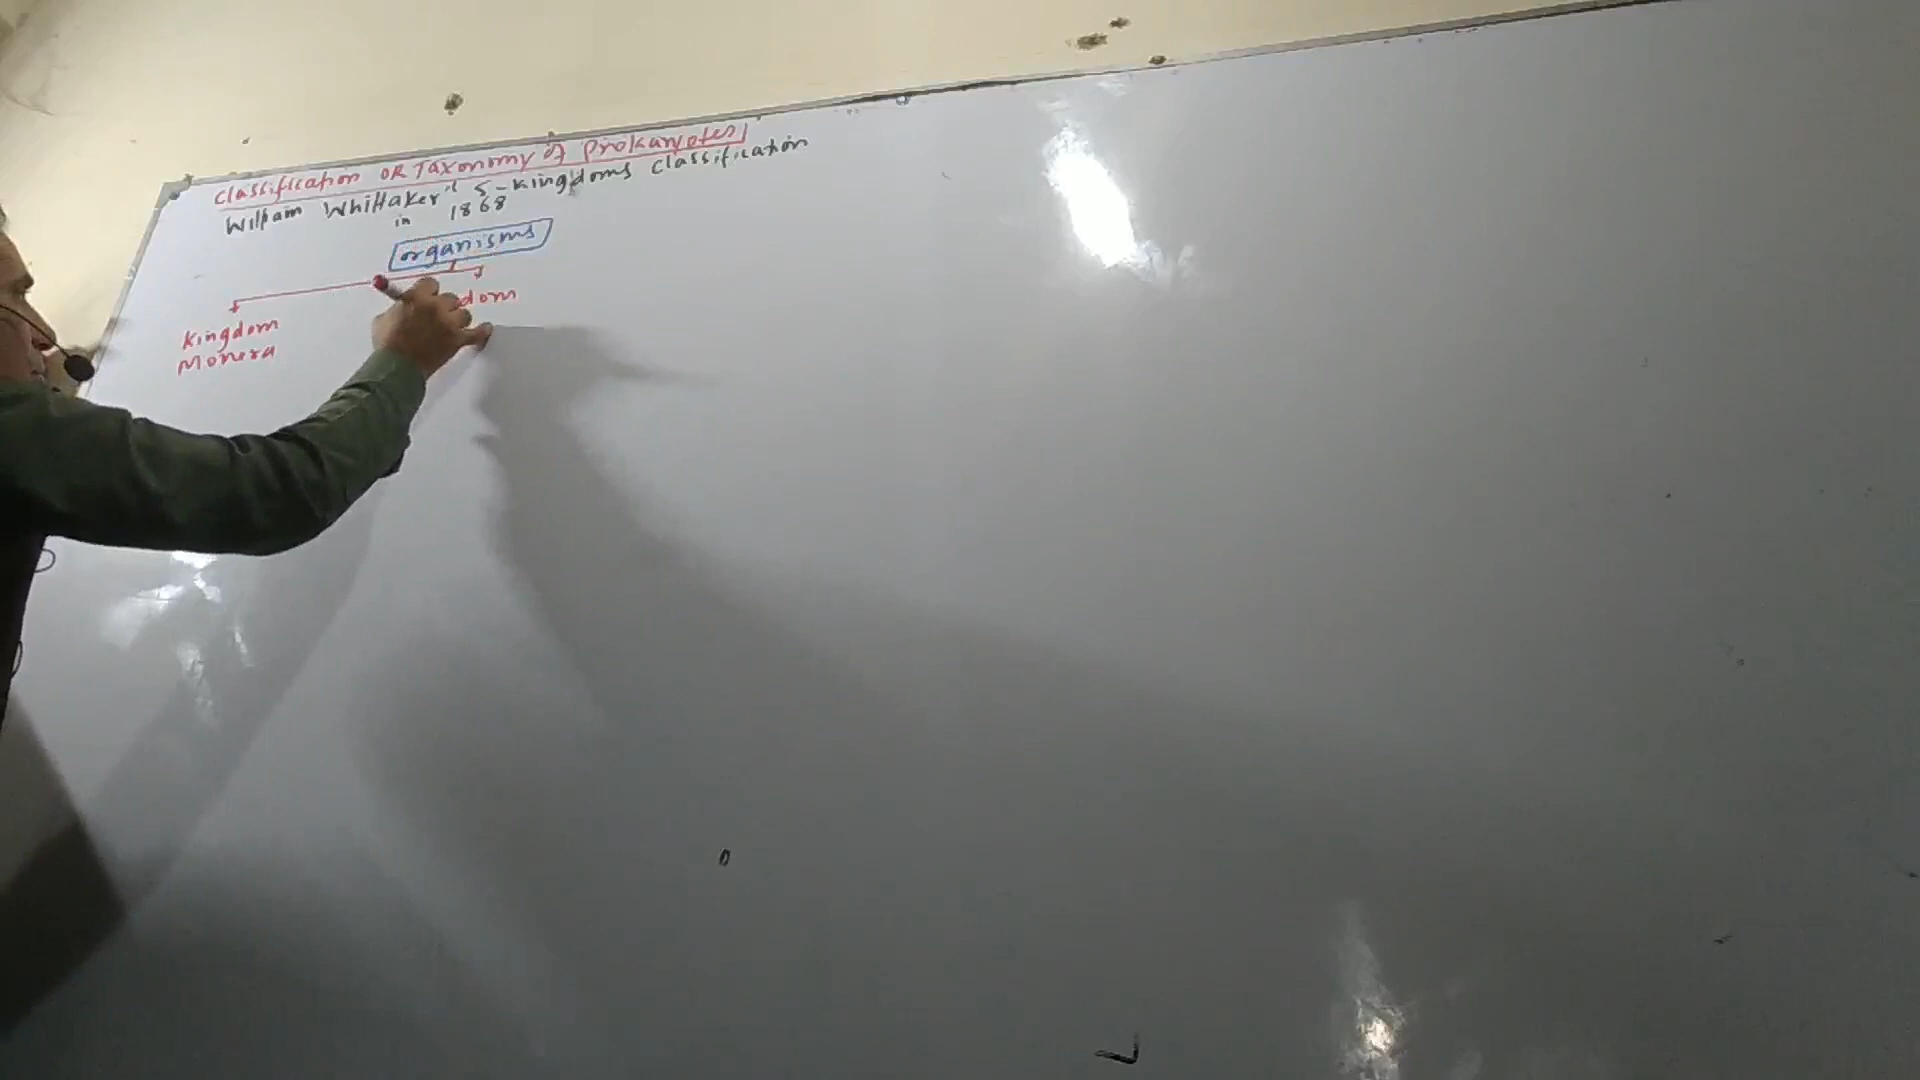 Classification OR Taxonomy of Prokaryotes
William Whittaker's 5-Kingdoms Classification
in 1868
organisms
Kingdom
Monera
dom